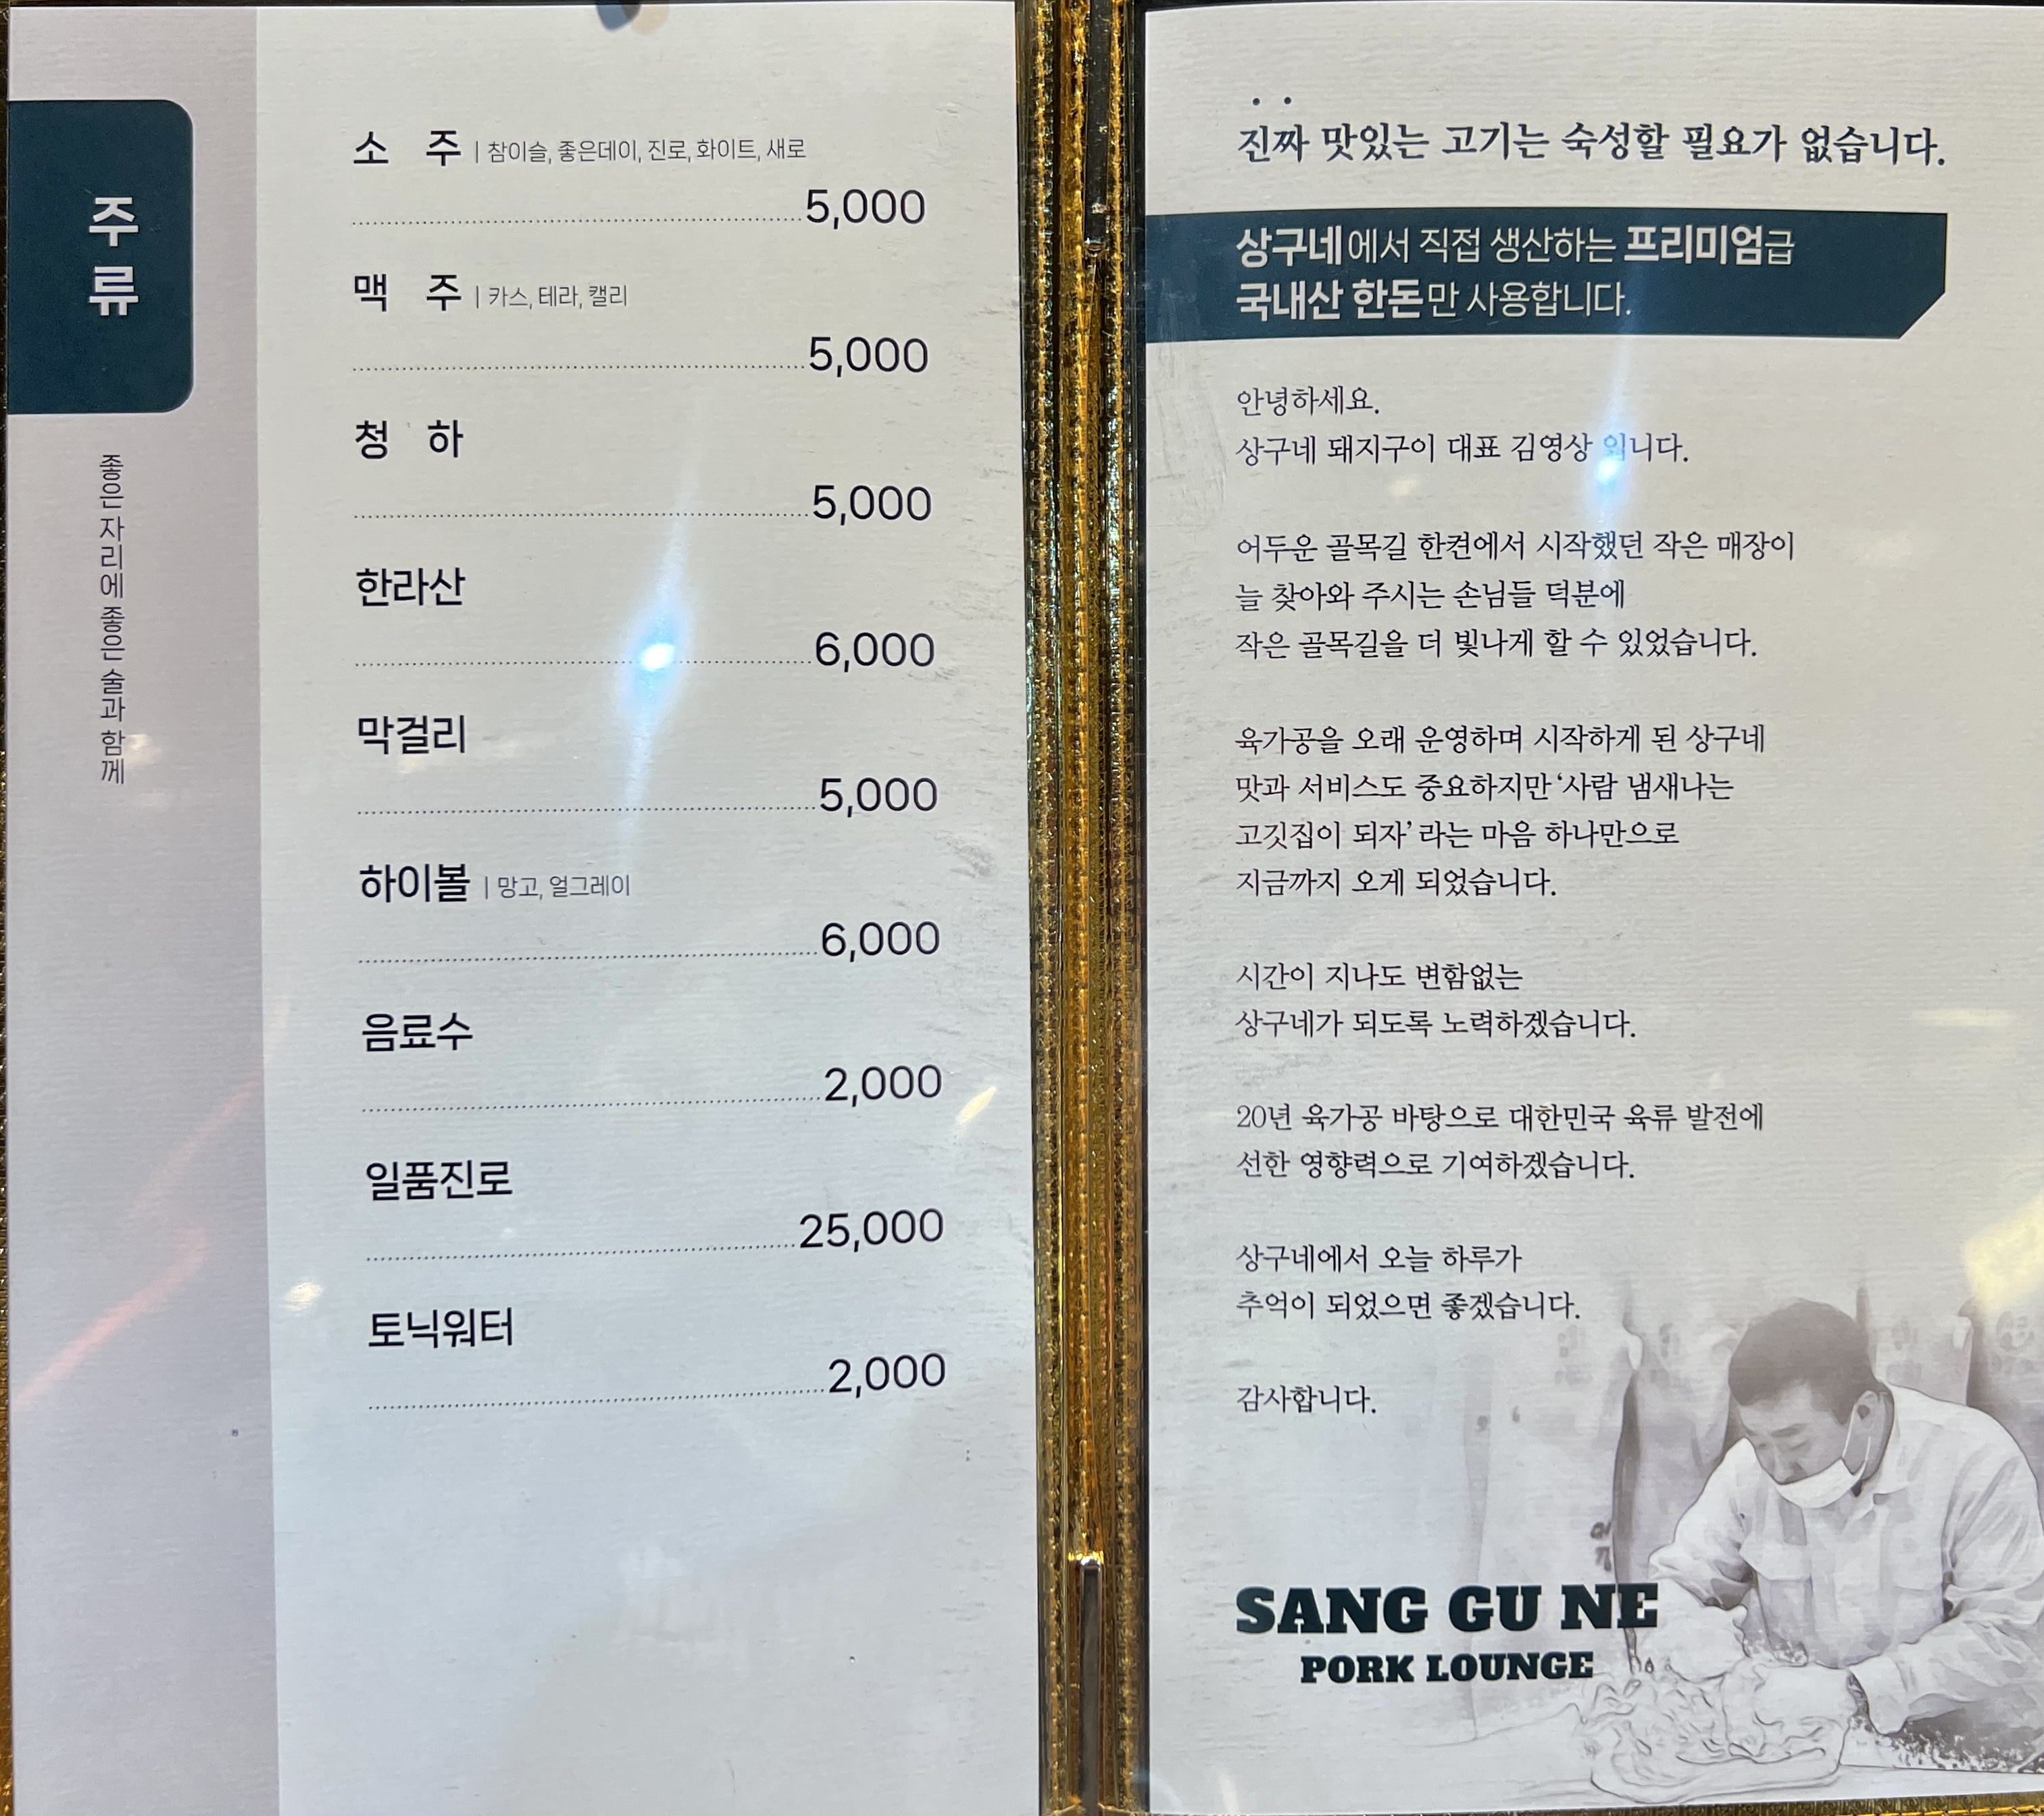 주류
좋은 자리에 좋은 술과 함께
소 주 | 참이슬, 좋은데이, 진로, 화이트, 새로
5,000
맥 주 | 카스, 테라, 캘리
5,000
청 하
5,000
한라산
6,000
막걸리
5,000
하이볼 | 망고, 얼그레이
6,000
음료수
2,000
일품진로
25,000
토닉워터
2,000
진짜 맛있는 고기는 숙성할 필요가 없습니다.
상구네에서 직접 생산하는 프리미엄급
국내산 한돈만 사용합니다.
안녕하세요.
상구네 돼지구이 대표 김영상 입니다.
어두운 골목길 한켠에서 시작했던 작은 매장이
늘 찾아와 주시는 손님들 덕분에
작은 골목길을 더 빛나게 할 수 있었습니다.
육가공을 오래 운영하며 시작하게 된 상구네
맛과 서비스도 중요하지만 ‘사람 냄새나는
고깃집이 되자’ 라는 마음 하나만으로
지금까지 오게 되었습니다.
시간이 지나도 변함없는
상구네가 되도록 노력하겠습니다.
20년 육가공 바탕으로 대한민국 육류 발전에
선한 영향력으로 기여하겠습니다.
상구네에서 오늘 하루가
추억이 되었으면 좋겠습니다.
감사합니다.
SANG GU NE
PORK LOUNGE